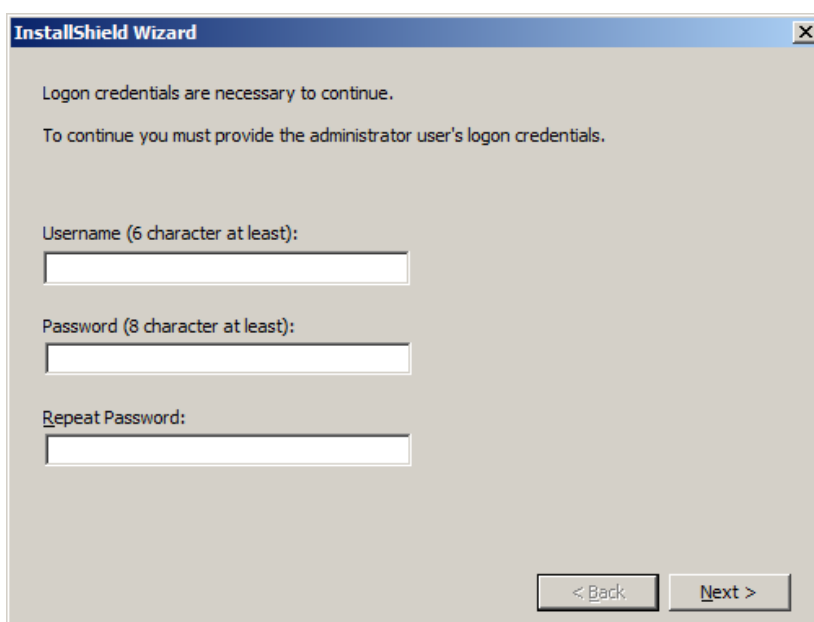 InstallShield Wizard
Logon credentials are necessary to continue.
To continue you must provide the administrator user's logon credentials.
Username (6 character at least):
Password (8 character at least):
Repeat Password:
< Back Next >